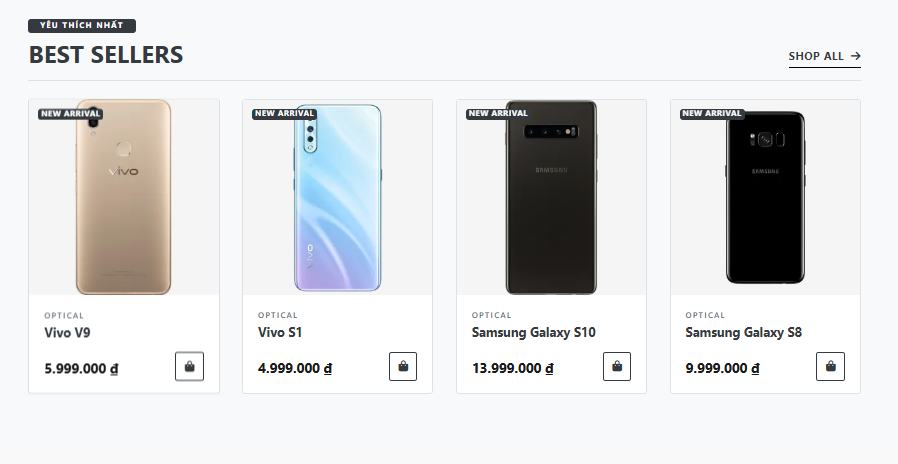 YÊU THÍCH NHẤT
BEST SELLERS
SHOP ALL →
NEW ARRIVAL
vivo
OPTICAL
Vivo V9
5.999.000 ₫
NEW ARRIVAL
vivo
OPTICAL
Vivo S1
4.999.000 ₫
NEW ARRIVAL
SAMSUNG
OPTICAL
Samsung Galaxy S10
13.999.000 ₫
NEW ARRIVAL
SAMSUNG
OPTICAL
Samsung Galaxy S8
9.999.000 ₫